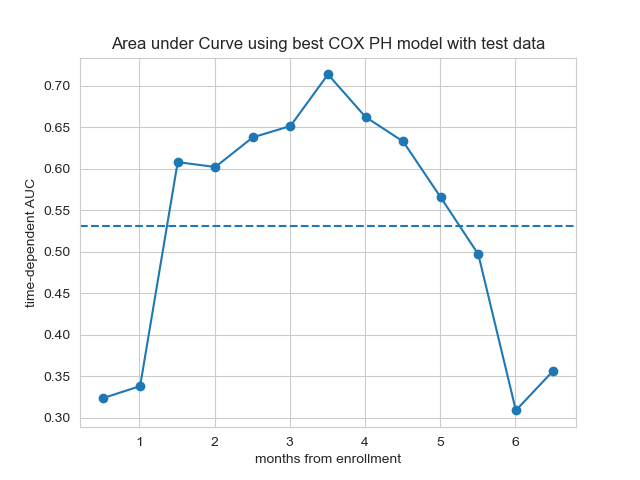 Area under Curve using best COX PH model with test data
time-dependent AUC
0.70
0.65
0.60
0.55
0.50
0.45
0.40
0.35
0.30
1 2 3 4 5 6
months from enrollment